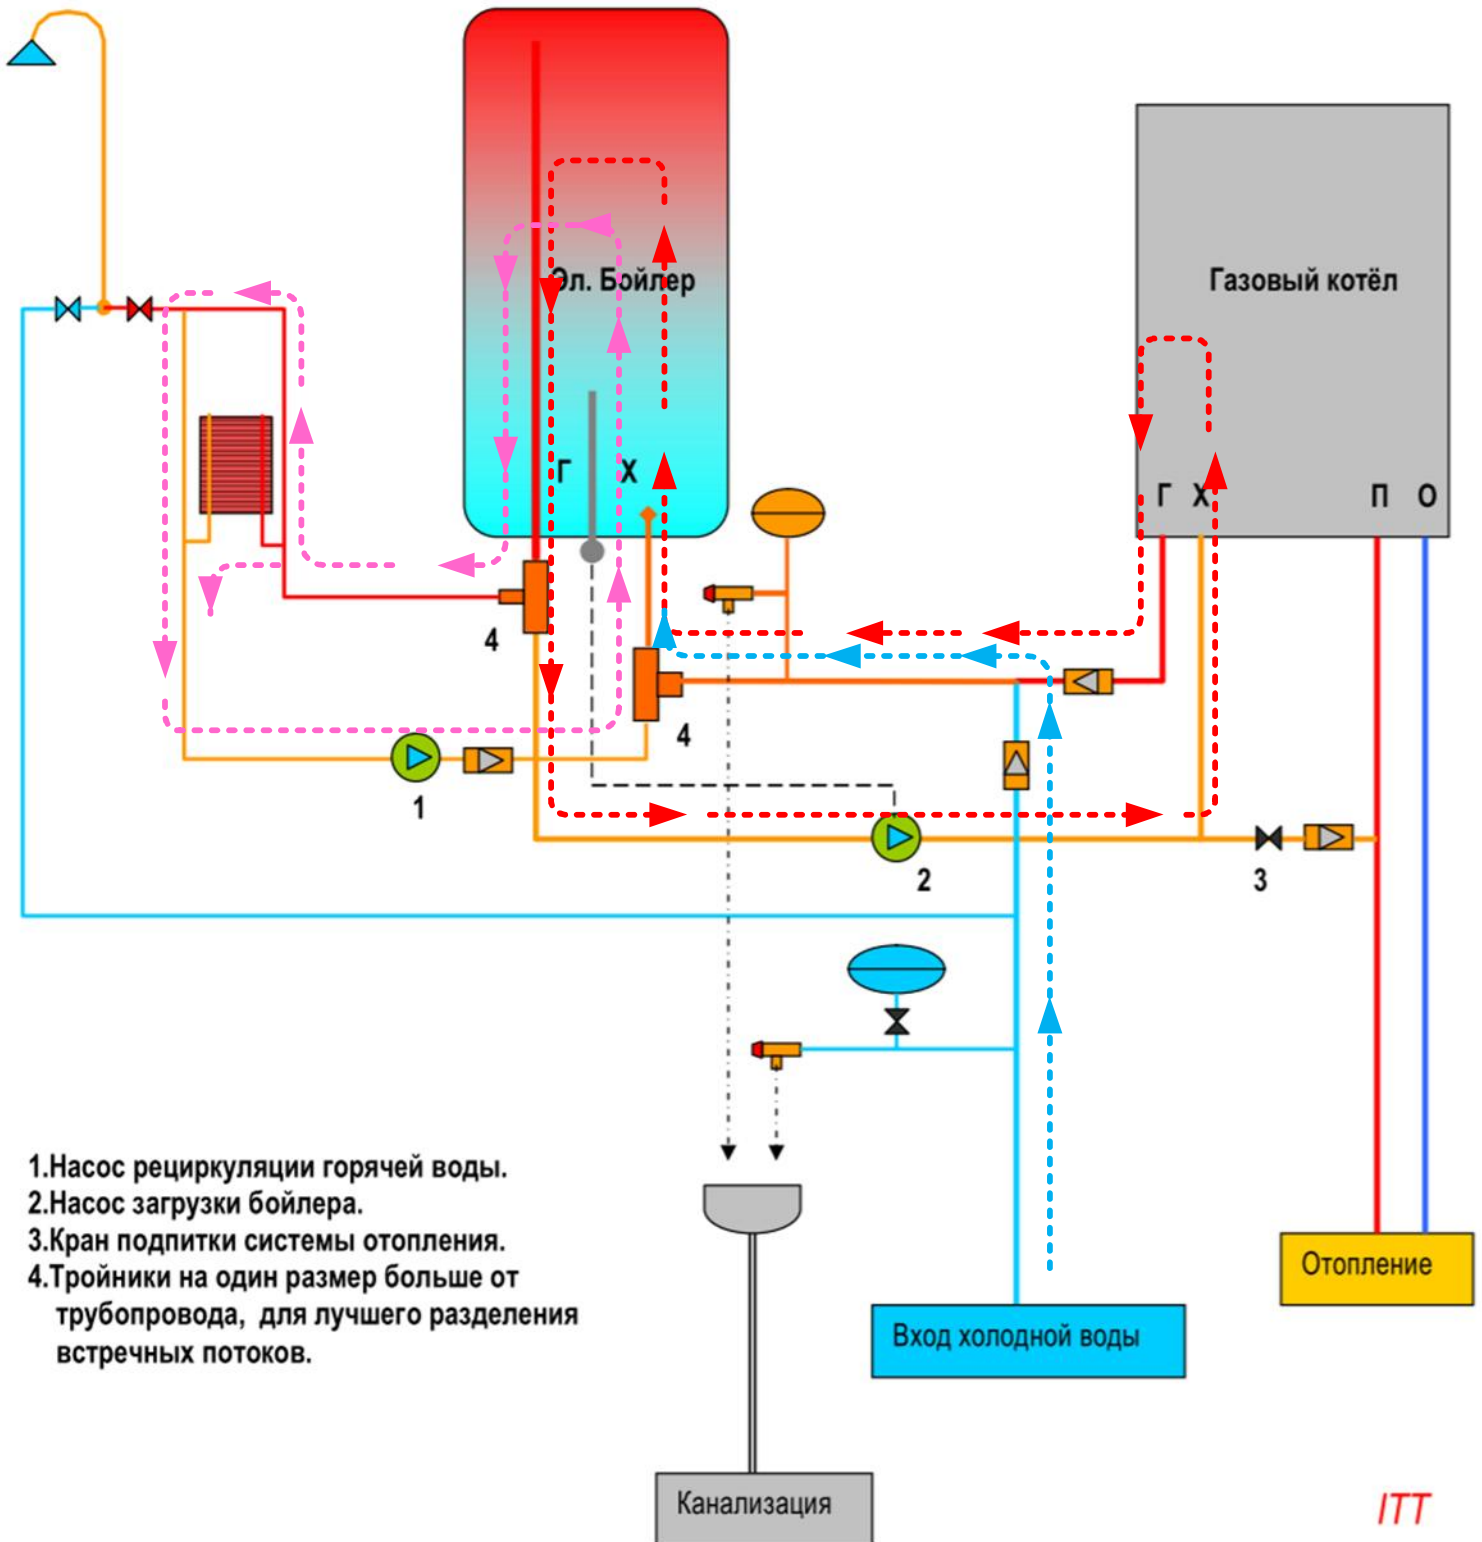 Эл. Бойлер
Газовый котёл
Г Х
Г Х П О
4
4
1
2
3
1.Насос рециркуляции горячей воды.
2.Насос загрузки бойлера.
3.Кран подпитки системы отопления.
4.Тройники на один размер больше от
трубопровода, для лучшего разделения
встречных потоков.
Отопление
Вход холодной воды
Канализация
ITT